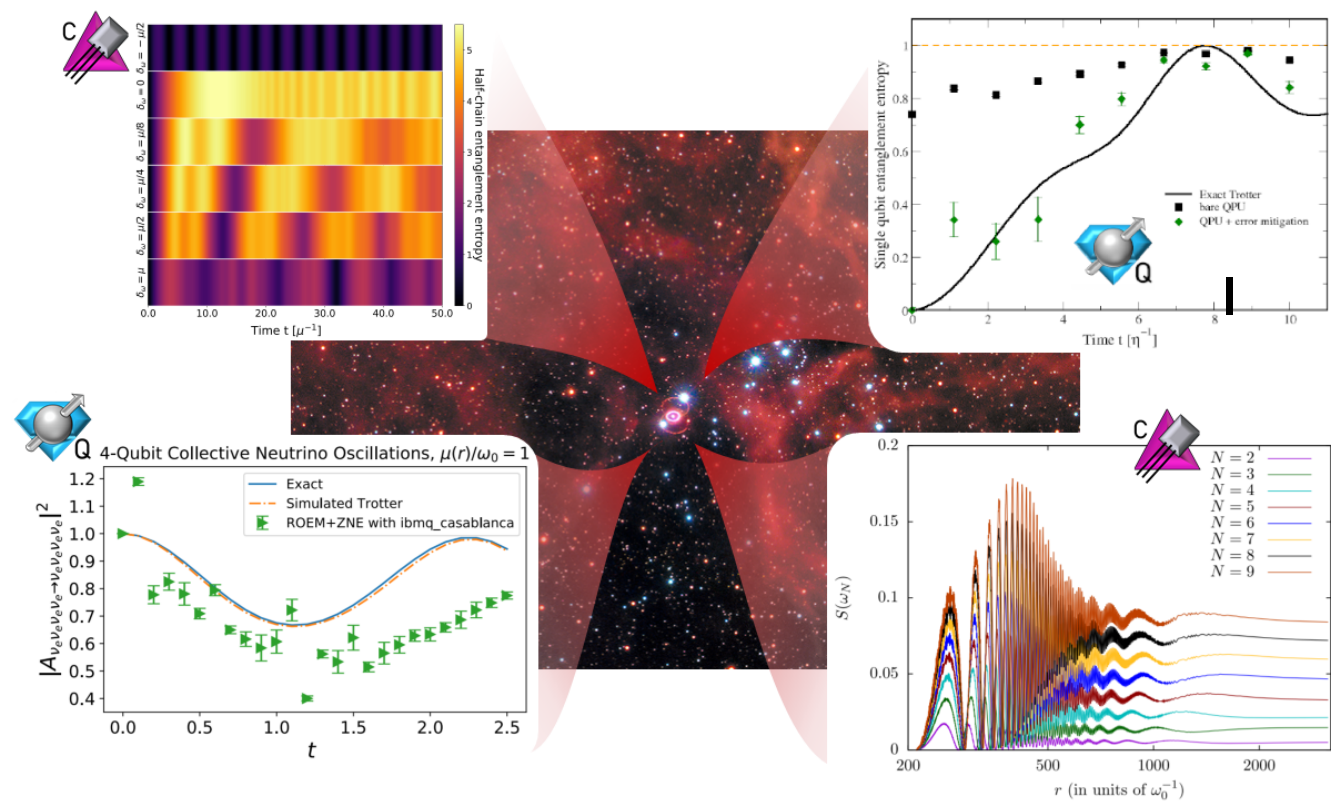 C
δω = −μ/2
δω = 0
δω = μ/8
δω = μ/4
δω = μ/2
δω = μ
0.0 10.0 20.0 30.0 40.0 50.0
Time t [μ⁻¹]
5
4
3
2
1
0
Half-chain entanglement entropy
1
0.8
0.6
0.4
0.2
0
Single qubit entanglement entropy
Exact Trotter
bare QPU
QPU + error mitigation
Q
0 2 4 6 8 10
Time t [η⁻¹]
Q
4-Qubit Collective Neutrino Oscillations, μ(r)/ω₀ = 1
Exact
Simulated Trotter
ROEM+ZNE with ibmq_casablanca
1.2
1.0
0.8
0.7
0.6
0.5
0.4
|A_{νₑνₑνₑνₑ→νₑνₑνₑνₑ}|²
0.0 0.5 1.0 1.5 2.0 2.5
t
C
N = 2
N = 3
N = 4
N = 5
N = 6
N = 7
N = 8
N = 9
0.2
0.15
0.1
0.05
0
S(ω_N)
200 500 1000 2000
r (in units of ω₀⁻¹)